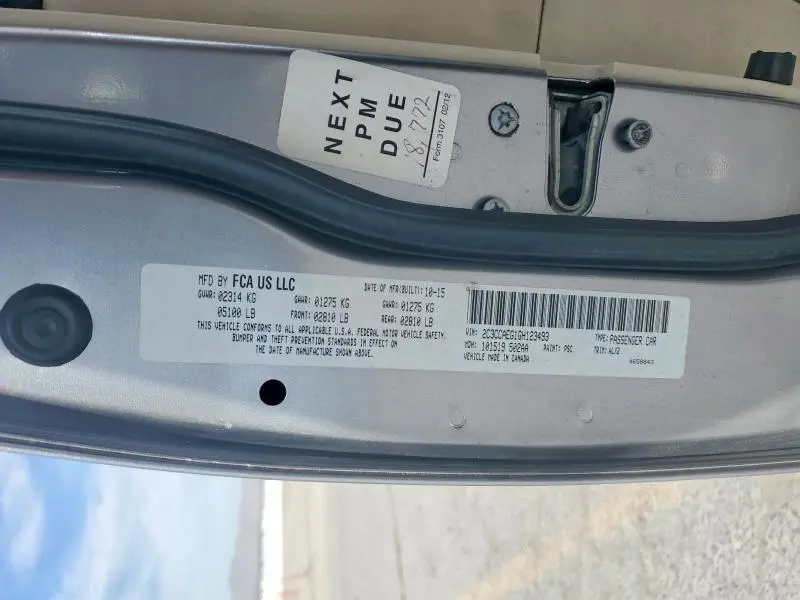 NEXT
PM
DUE
18,772
Form 3107 02/12
MFD BY FCA US LLC DATE OF MFR(BUILT):10-15
GVWR:02314 KG GAWR: 01275 KG GAWR: 01275 KG
05100 LB FRONT: 02810 LB REAR: 02810 LB
THIS VEHICLE CONFORMS TO ALL APPLICABLE U.S.A. FEDERAL MOTOR VEHICLE SAFETY,
BUMPER AND THEFT PREVENTION STANDARDS IN EFFECT ON
THE DATE OF MANUFACTURE SHOWN ABOVE.
VIN: 2C3CCAEG1GH123493 TYPE: PASSENGER CAR
MDH: 101519 502AA PAINT: PSC TRIM: ALX2
VEHICLE MADE IN CANADA 4658843